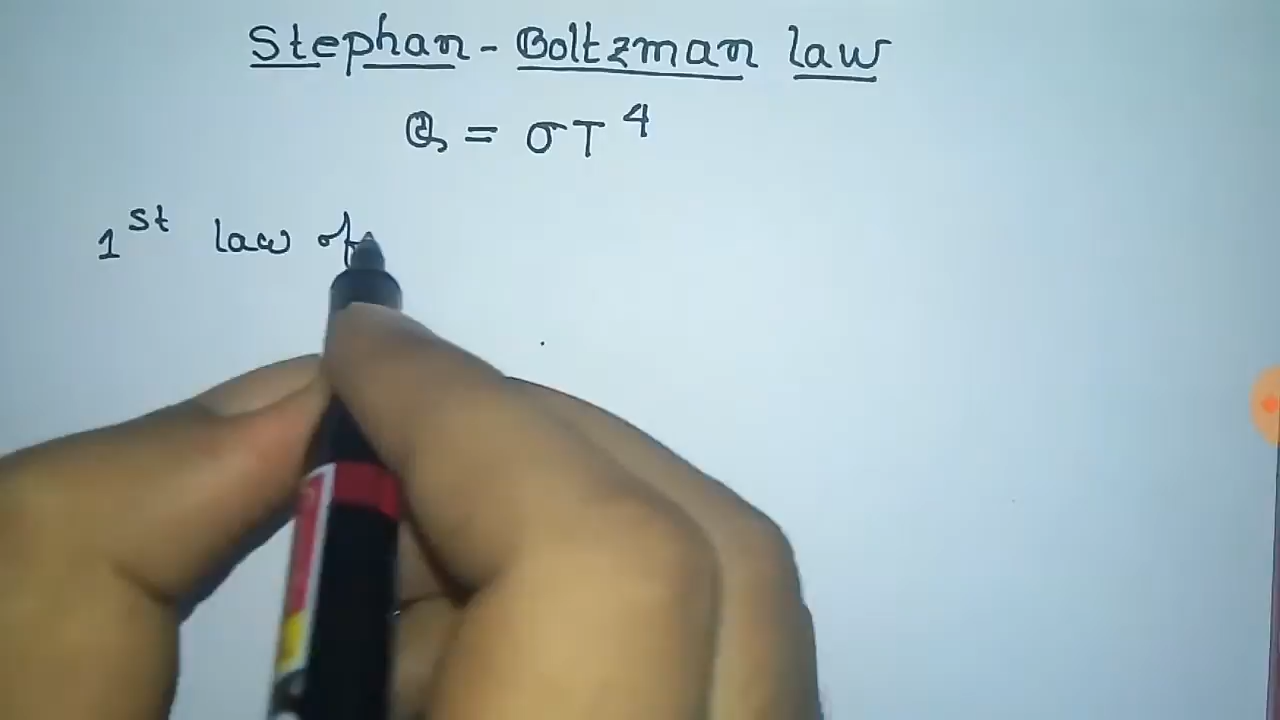 Stephan - Boltzman law
Q = σT⁴
1st law of